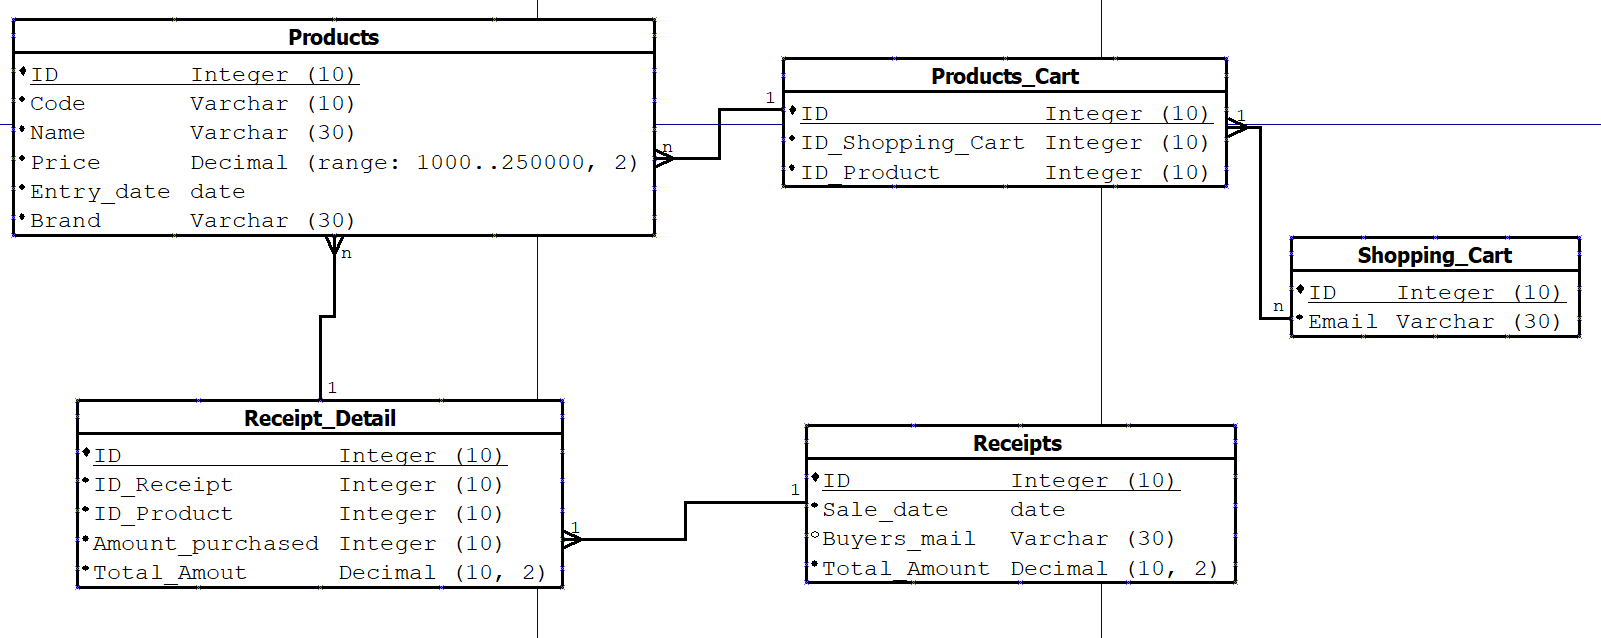 Products
ID Integer (10)
Code Varchar (10)
Name Varchar (30)
Price Decimal (range: 1000..250000, 2)
Entry_date date
Brand Varchar (30)
n
n
1
Products_Cart
ID Integer (10)
ID_Shopping_Cart Integer (10)
ID_Product Integer (10)
1
n
Shopping_Cart
ID Integer (10)
Email Varchar (30)
1
Receipt_Detail
ID Integer (10)
ID_Receipt Integer (10)
ID_Product Integer (10)
Amount_purchased Integer (10)
Total_Amout Decimal (10, 2)
1
1
Receipts
ID Integer (10)
Sale_date date
Buyers_mail Varchar (30)
Total_Amount Decimal (10, 2)